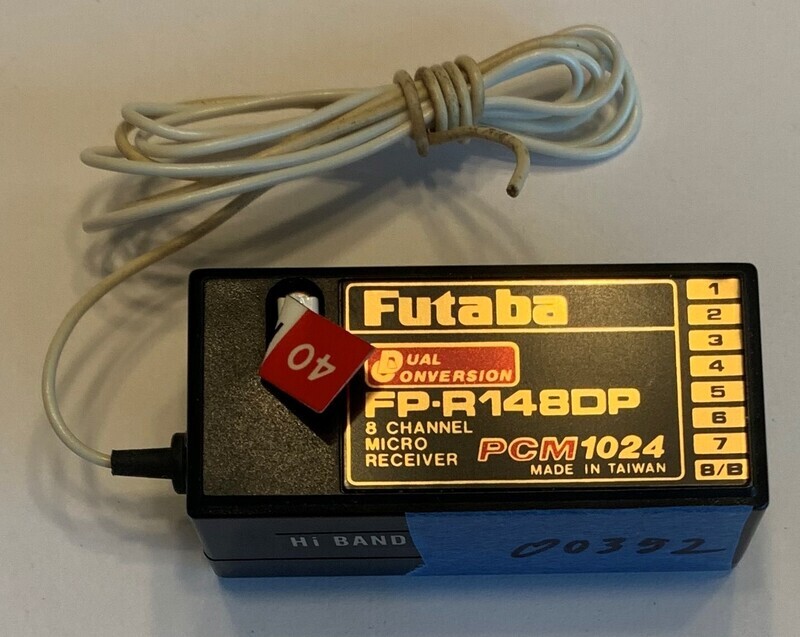 Futaba
DUAL
CONVERSION
FP-R148DP
8 CHANNEL
MICRO
RECEIVER
PCM1024
MADE IN TAIWAN
1
2
3
4
5
6
7
8/B
40
Hi BAND
00352